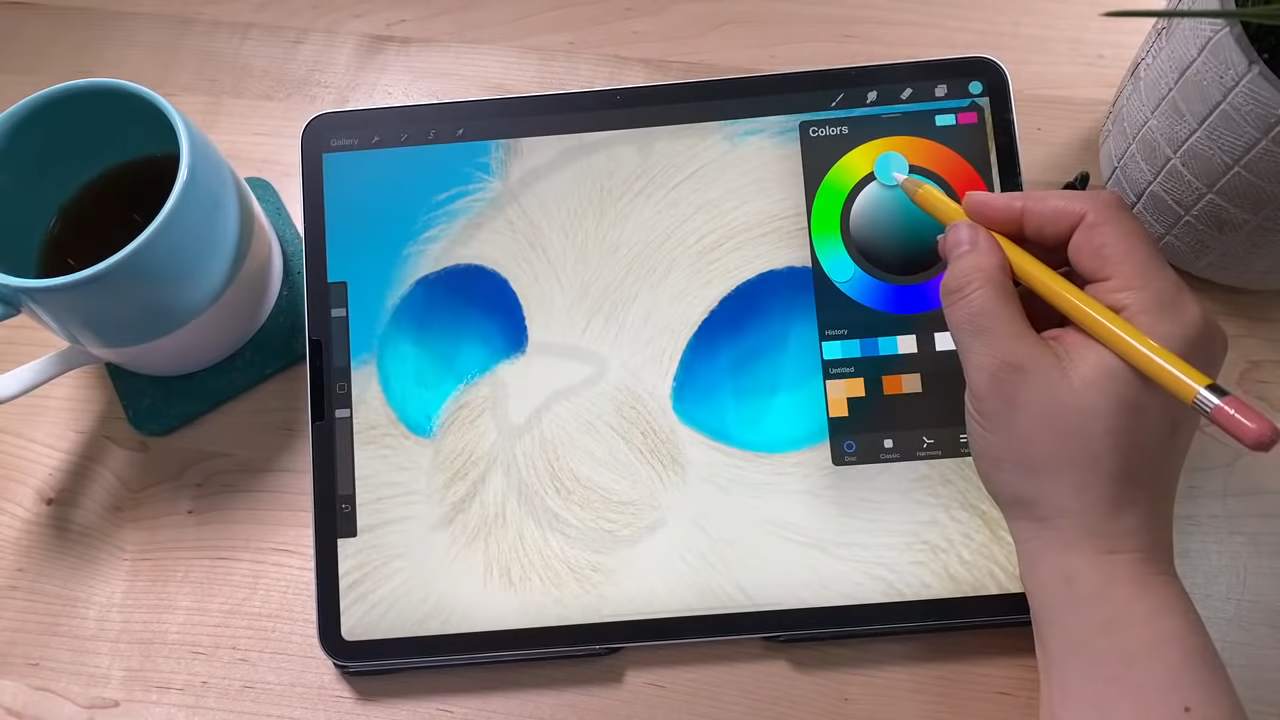 Gallery
Colors
History
Untitled
Disc
Classic
Harmony